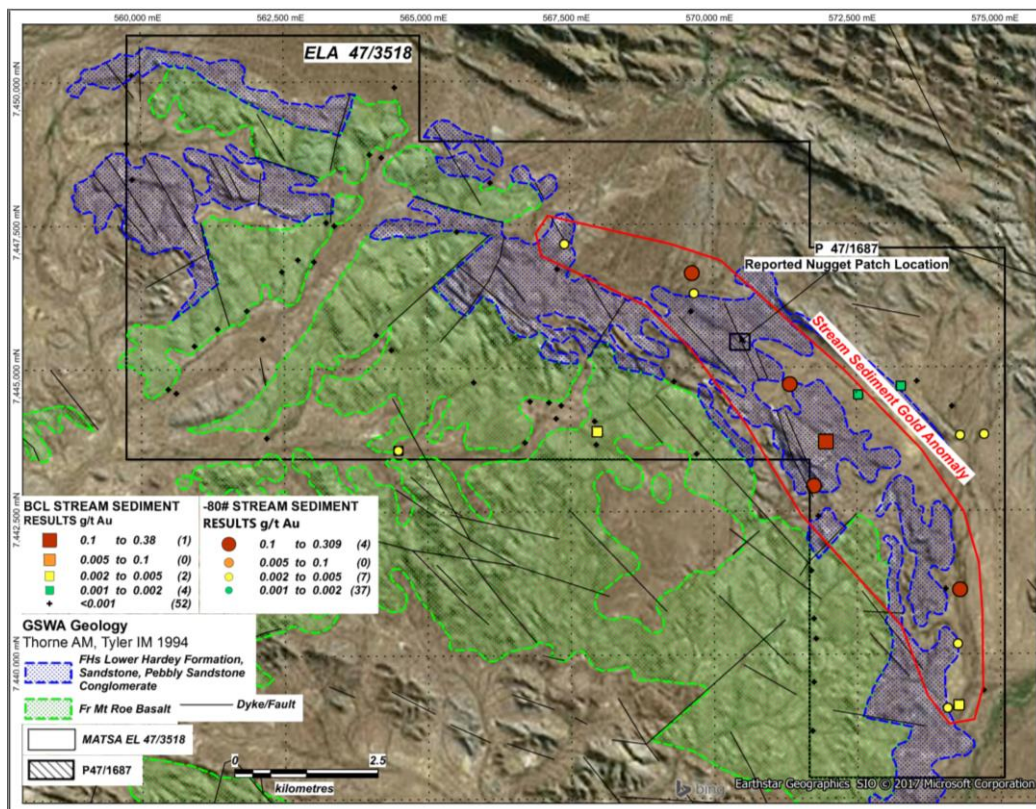 560,000 mE
562,500 mE
565,000 mE
567,500 mE
570,000 mE
572,500 mE
575,000 mE
7,450,000 mN
7,447,500 mN
7,445,000 mN
7,442,500 mN
7,440,000 mN
ELA 47/3518
P 47/1687
Reported Nugget Patch Location
Stream Sediment Gold Anomaly
BCL STREAM SEDIMENT
RESULTS g/t Au
0.1 to 0.38 (1)
0.005 to 0.1 (0)
0.002 to 0.005 (2)
0.001 to 0.002 (4)
<0.001 (52)
-80# STREAM SEDIMENT
RESULTS g/t Au
0.1 to 0.309 (4)
0.005 to 0.1 (0)
0.002 to 0.005 (7)
0.001 to 0.002 (37)
GSWA Geology
Thorne AM, Tyler IM 1994
FHs Lower Hardey Formation,
Sandstone, Pebbly Sandstone
Conglomerate
Fr Mt Roe Basalt
Dyke/Fault
MATSA EL 47/3518
P47/1687
0 2.5
kilometres
bing
Earthstar Geographics SIO © 2017 Microsoft Corporation